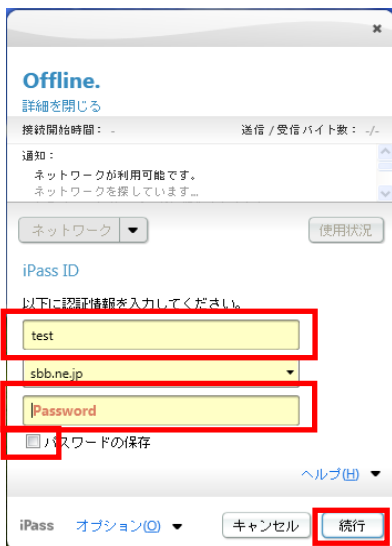 Offline.
詳細を閉じる
接続開始時間： - 送信 / 受信バイト数： -/-
通知：
ネットワークが利用可能です。
ネットワークを探しています...
ネットワーク 使用状況
iPass ID
以下に認証情報を入力してください。
test
sbb.ne.jp
Password
パスワードの保存
ヘルプ(H)
iPass オプション(O) キャンセル 続行